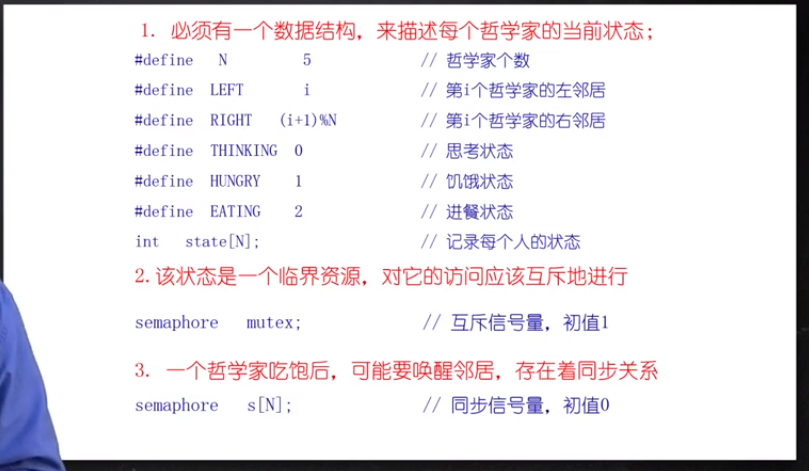 1. 必须有一个数据结构，来描述每个哲学家的当前状态；
#define N 5 // 哲学家个数
#define LEFT i // 第i个哲学家的左邻居
#define RIGHT (i+1)%N // 第i个哲学家的右邻居
#define THINKING 0 // 思考状态
#define HUNGRY 1 // 饥饿状态
#define EATING 2 // 进餐状态
int state[N]; // 记录每个人的状态
2.该状态是一个临界资源，对它的访问应该互斥地进行
semaphore mutex; // 互斥信号量，初值1
3. 一个哲学家吃饱后，可能要唤醒邻居，存在着同步关系
semaphore s[N]; // 同步信号量，初值0